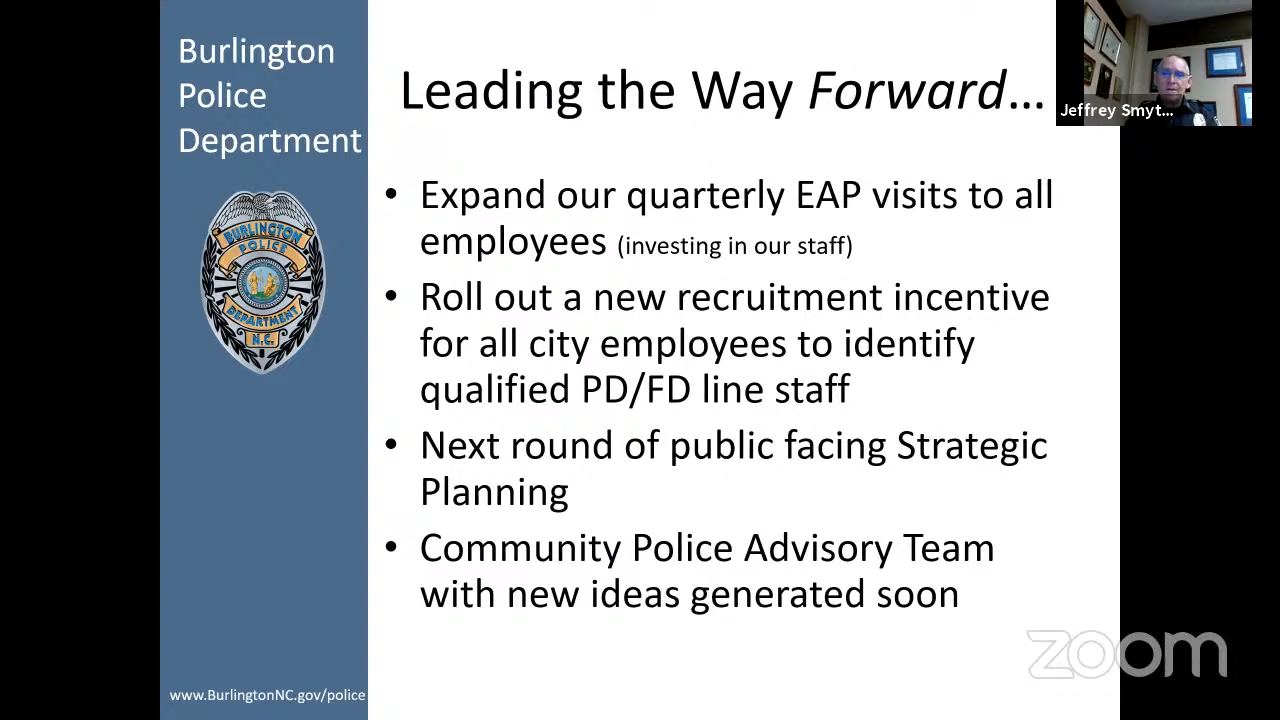 Burlington
Police
Department
BURLINGTON
POLICE
DEPARTMENT
N.C.
www.BurlingtonNC.gov/police
Leading the Way Forward…
• Expand our quarterly EAP visits to all
employees (investing in our staff)
• Roll out a new recruitment incentive
for all city employees to identify
qualified PD/FD line staff
• Next round of public facing Strategic
Planning
• Community Police Advisory Team
with new ideas generated soon
Jeffrey Smyt...
zoom